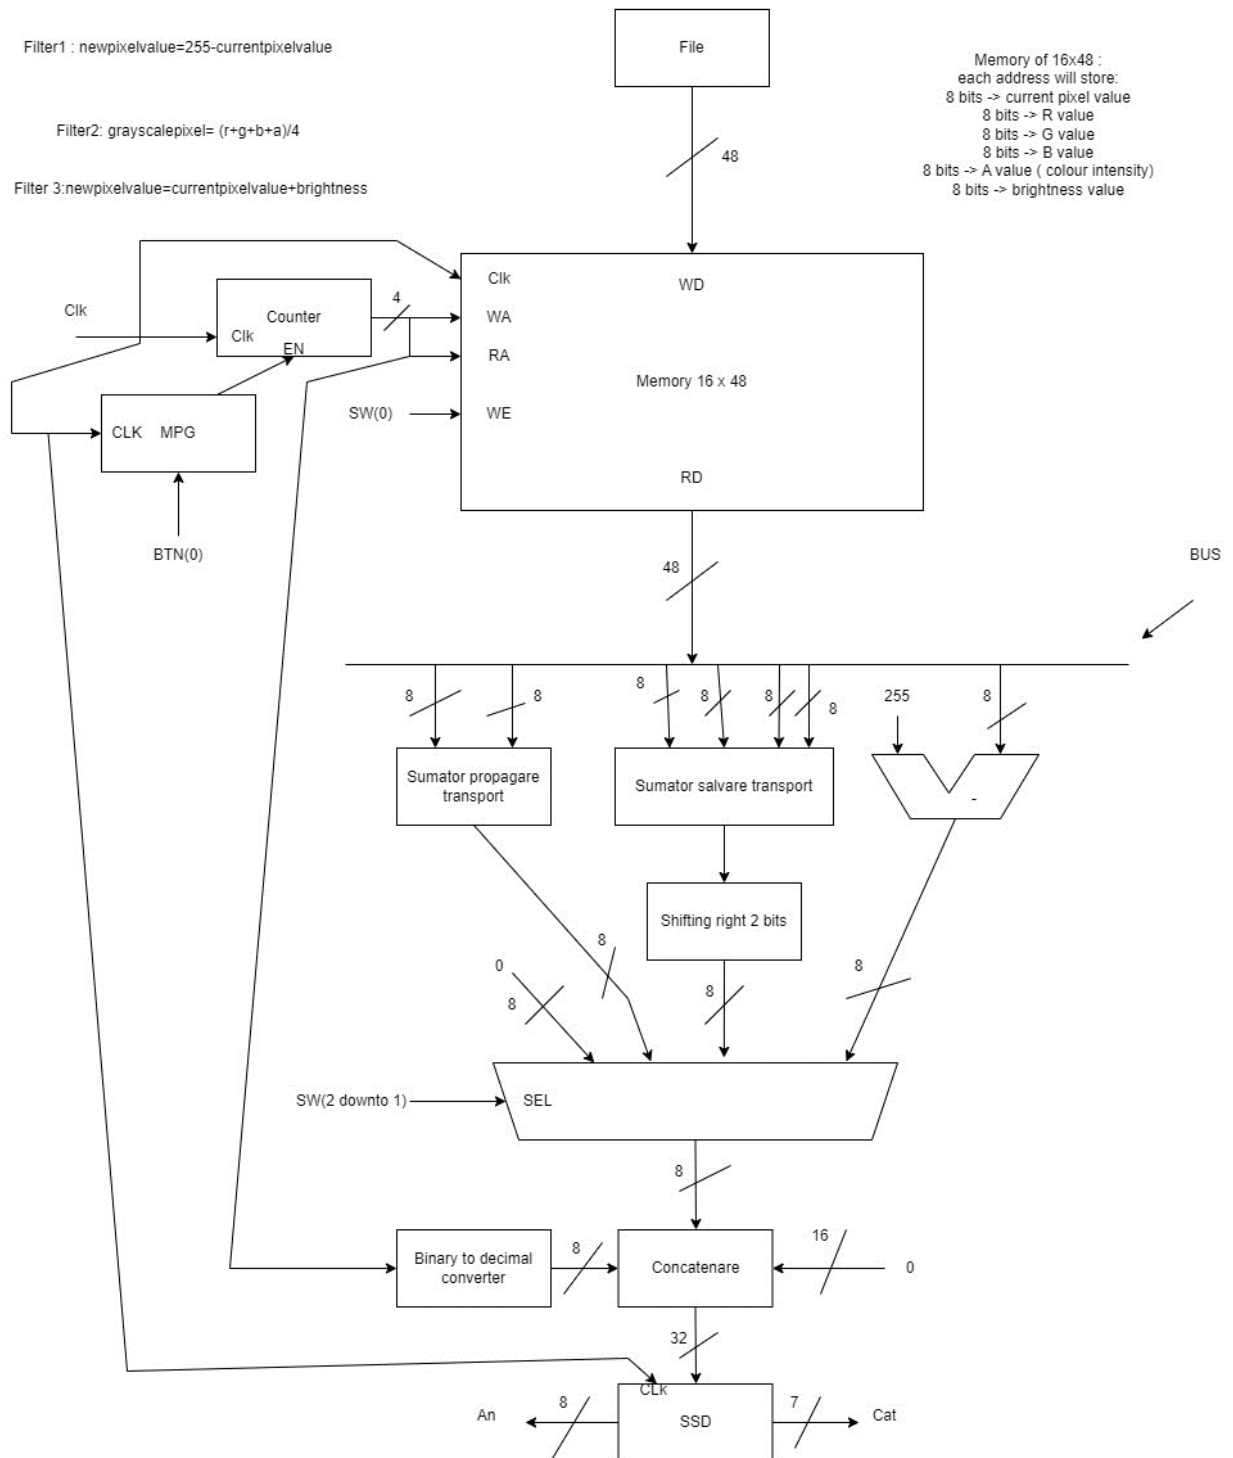 File
Filter1 : newpixelvalue=255-currentpixelvalue
Memory of 16x48 :
each address will store:
8 bits -> current pixel value
8 bits -> R value
8 bits -> G value
8 bits -> B value
8 bits -> A value ( colour intensity)
8 bits -> brightness value
Filter2: grayscalepixel= (r+g+b+a)/4
48
Filter 3:newpixelvalue=currentpixelvalue+brightness
Clk
WD
4
Clk
Counter
WA
Clk
EN
RA
Memory 16 x 48
SW(0)
WE
CLK MPG
RD
BTN(0)
BUS
48
8
8
8
8
8
8
255
8
Sumator propagare
transport
Sumator salvare transport
-
Shifting right 2 bits
8
0
8
8
8
SW(2 downto 1)
SEL
8
16
8
Binary to decimal
converter
Concatenare
0
32
CLk
8
7
An
SSD
Cat